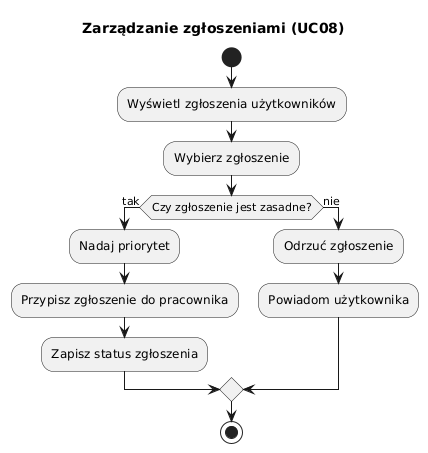 Zarządzanie zgłoszeniami (UC08)
Wyświetl zgłoszenia użytkowników
Wybierz zgłoszenie
Czy zgłoszenie jest zasadne?
tak
nie
Nadaj priorytet
Odrzuć zgłoszenie
Przypisz zgłoszenie do pracownika
Powiadom użytkownika
Zapisz status zgłoszenia